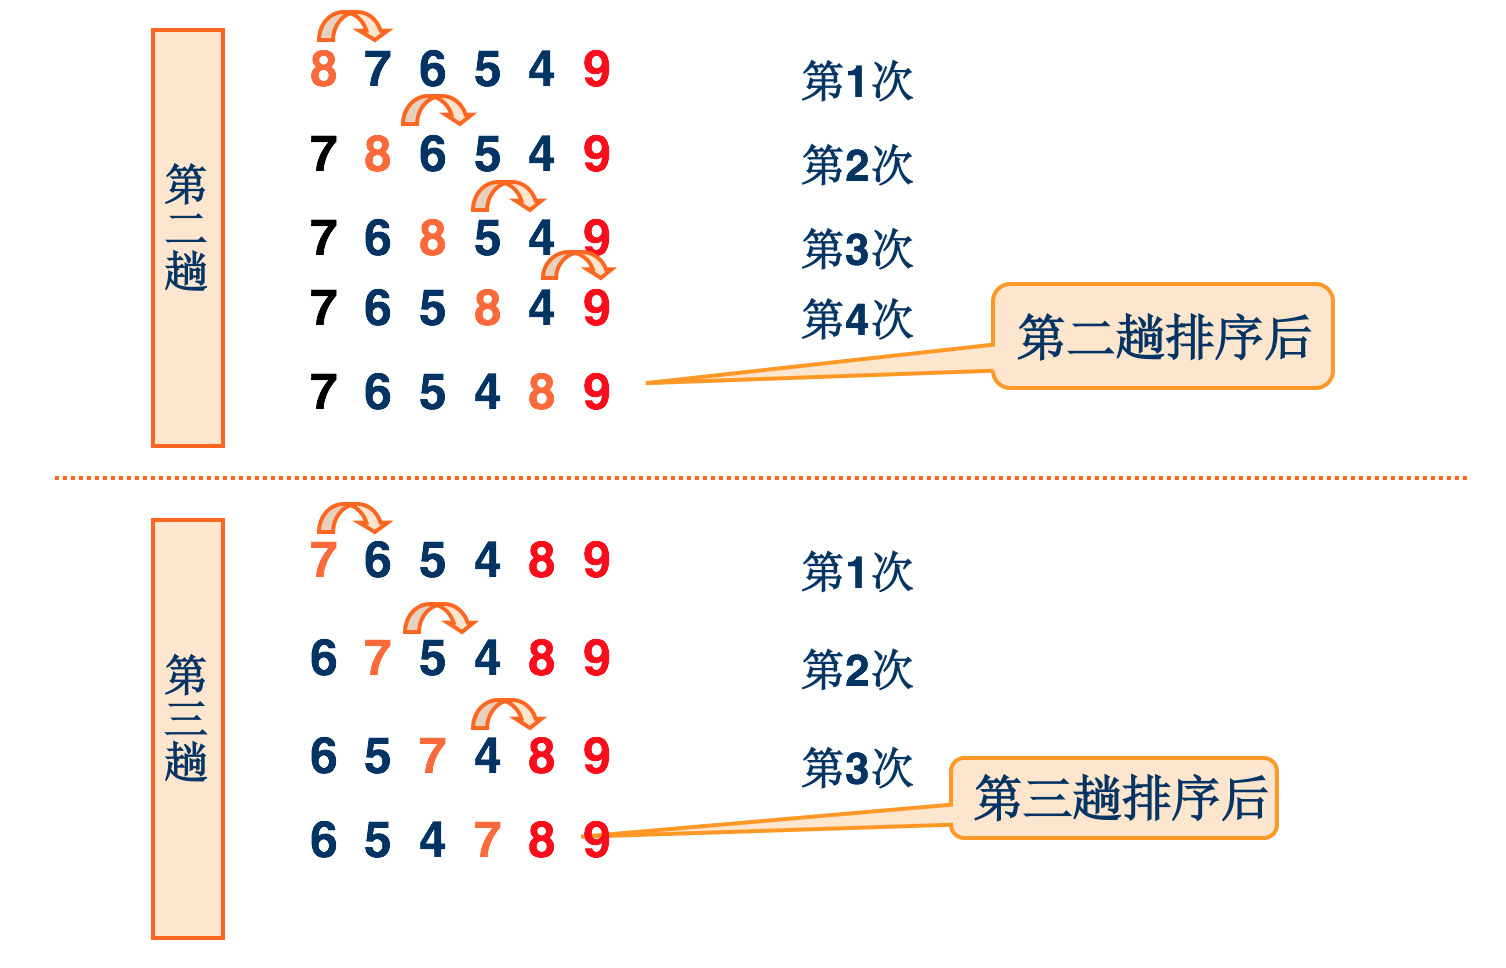 第二趟
8 7 6 5 4 9 第1次
7 8 6 5 4 9 第2次
7 6 8 5 4 9 第3次
7 6 5 8 4 9 第4次
第二趟排序后
7 6 5 4 8 9
第三趟
7 6 5 4 8 9 第1次
6 7 5 4 8 9 第2次
6 5 7 4 8 9 第3次
第三趟排序后
6 5 4 7 8 9